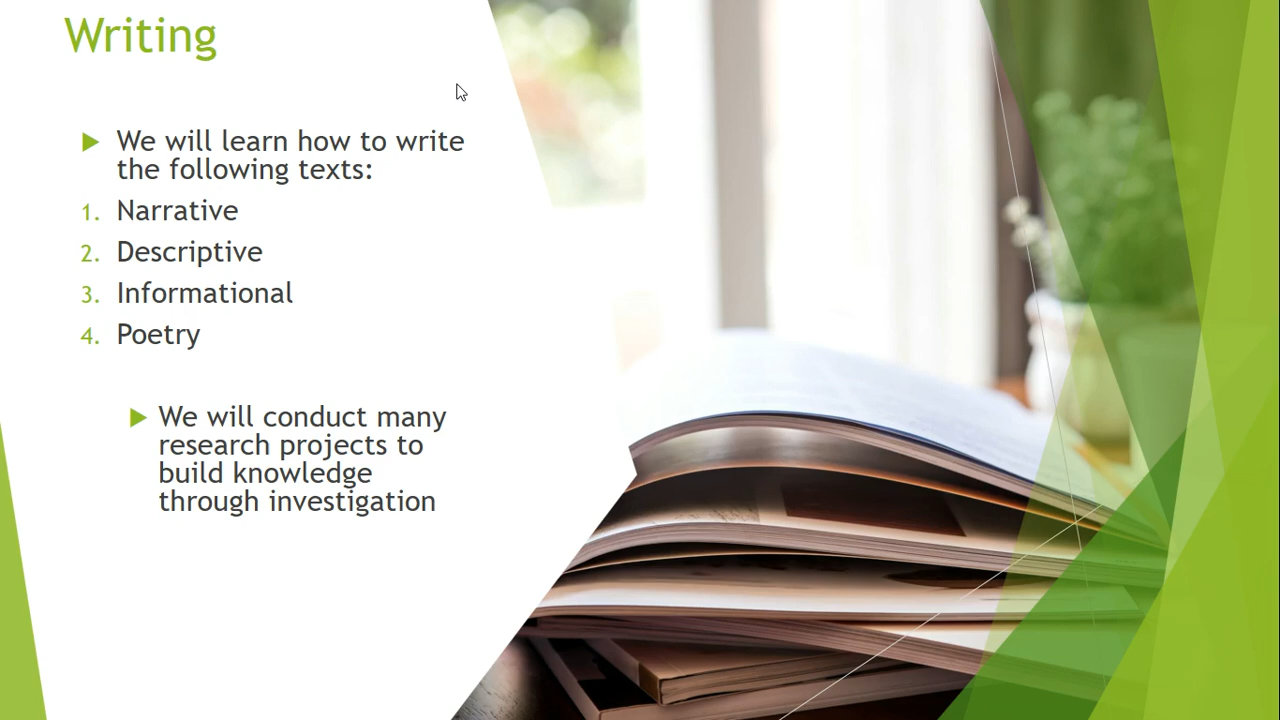 Writing
We will learn how to write
the following texts:
1. Narrative
2. Descriptive
3. Informational
4. Poetry
We will conduct many
research projects to
build knowledge
through investigation